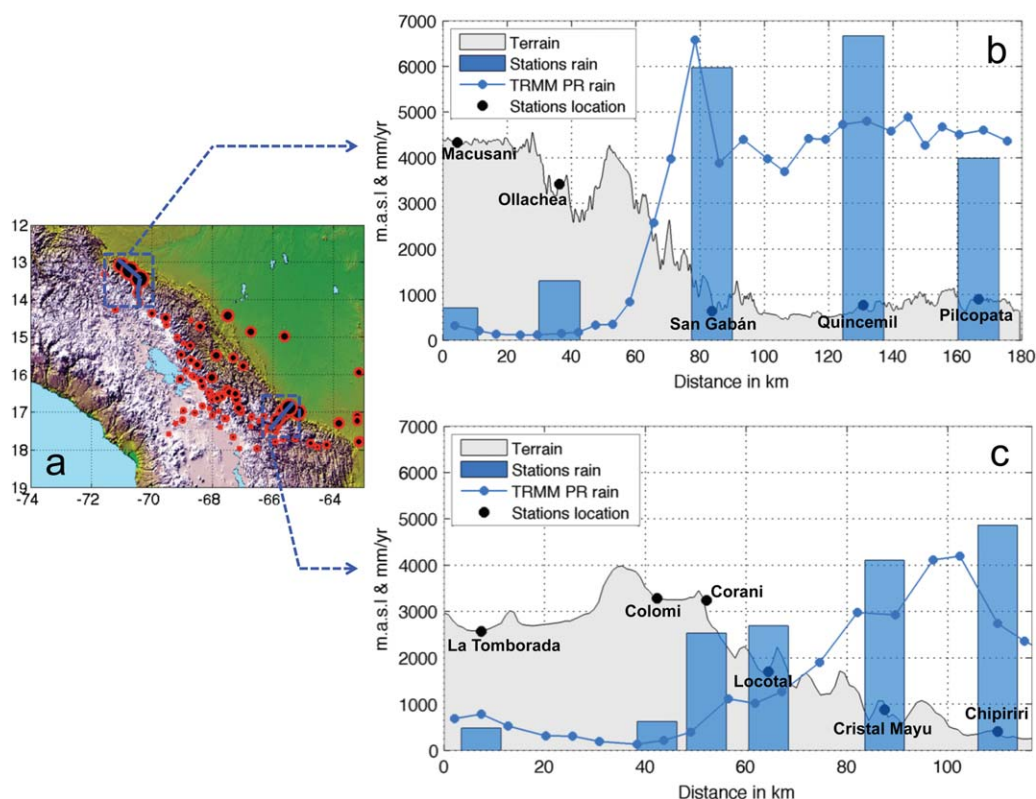 b
7000
6000
5000
4000
3000
2000
1000
0
m.a.s.l & mm/yr
Terrain
Stations rain
TRMM PR rain
Stations location
Macusani
Ollachea
San Gabán
Quincemil
Pilcopata
0 20 40 60 80 100 120 140 160 180
Distance in km
a
12
13
14
15
16
17
18
19
-74 -72 -70 -68 -66 -64
c
7000
6000
5000
4000
3000
2000
1000
0
m.a.s.l & mm/yr
Terrain
Stations rain
TRMM PR rain
Stations location
La Tomborada
Colomi
Corani
Locotal
Cristal Mayu
Chipiriri
0 20 40 60 80 100
Distance in km